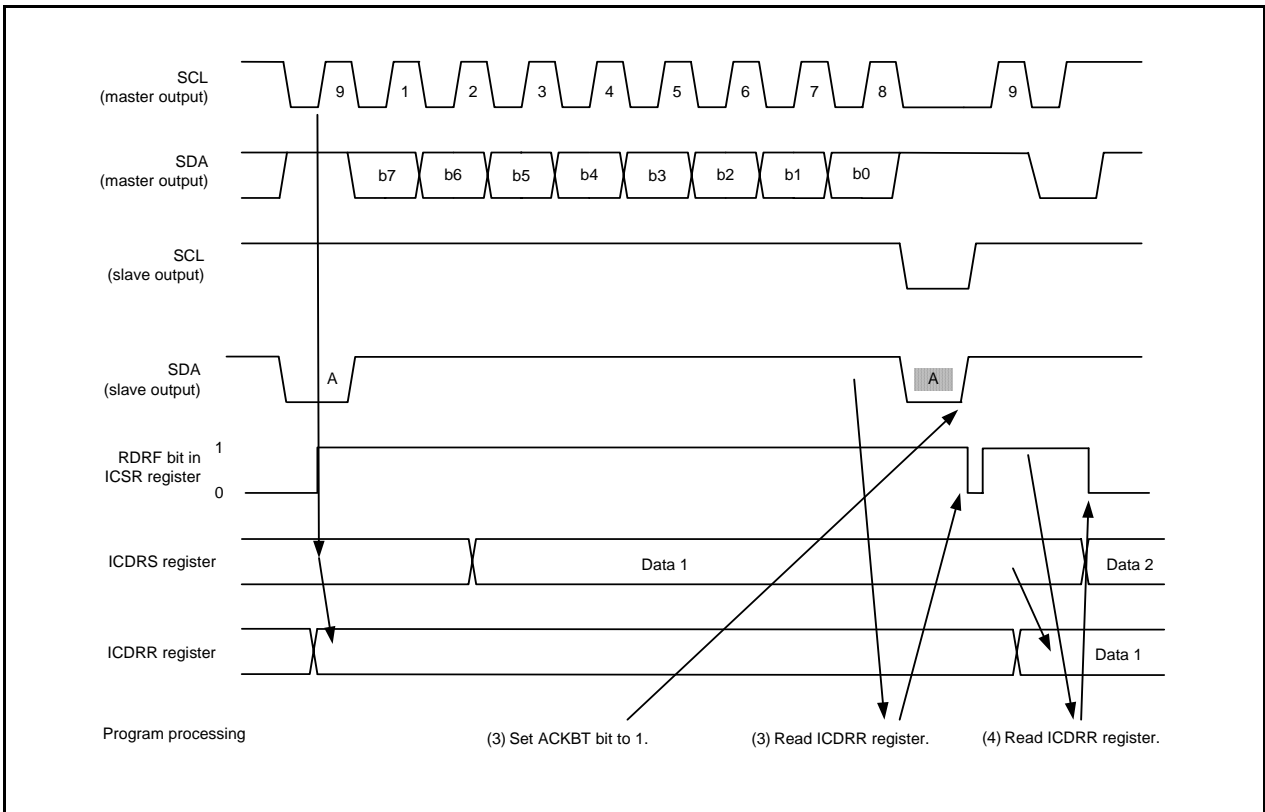 SCL
(master output)
9 1 2 3 4 5 6 7 8 9
SDA
(master output)
b7 b6 b5 b4 b3 b2 b1 b0
SCL
(slave output)
SDA
(slave output)
A A
RDRF bit in
ICSR register
1
0
ICDRS register
Data 1 Data 2
ICDRR register
Data 1
Program processing
(3) Set ACKBT bit to 1. (3) Read ICDRR register. (4) Read ICDRR register.